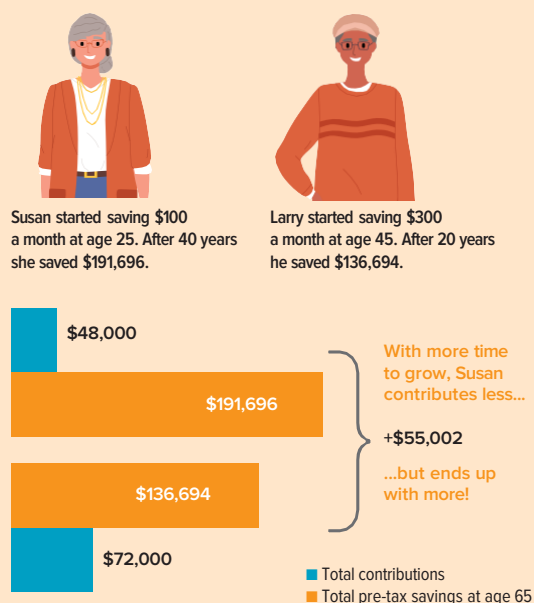 Susan started saving $100
a month at age 25. After 40 years
she saved $191,696.
Larry started saving $300
a month at age 45. After 20 years
he saved $136,694.
$48,000
$191,696
$136,694
$72,000
With more time
to grow, Susan
contributes less...
+$55,002
...but ends up
with more!
Total contributions
Total pre-tax savings at age 65